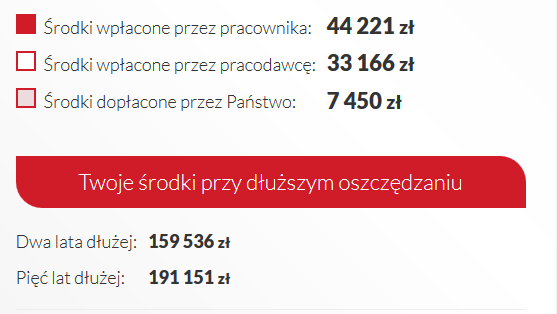 Środki wpłacone przez pracownika: 44 221 zł
Środki wpłacone przez pracodawcę: 33 166 zł
Środki dopłacone przez Państwo: 7 450 zł
Twoje środki przy dłuższym oszczędzaniu
Dwa lata dłużej: 159 536 zł
Pięć lat dłużej: 191 151 zł